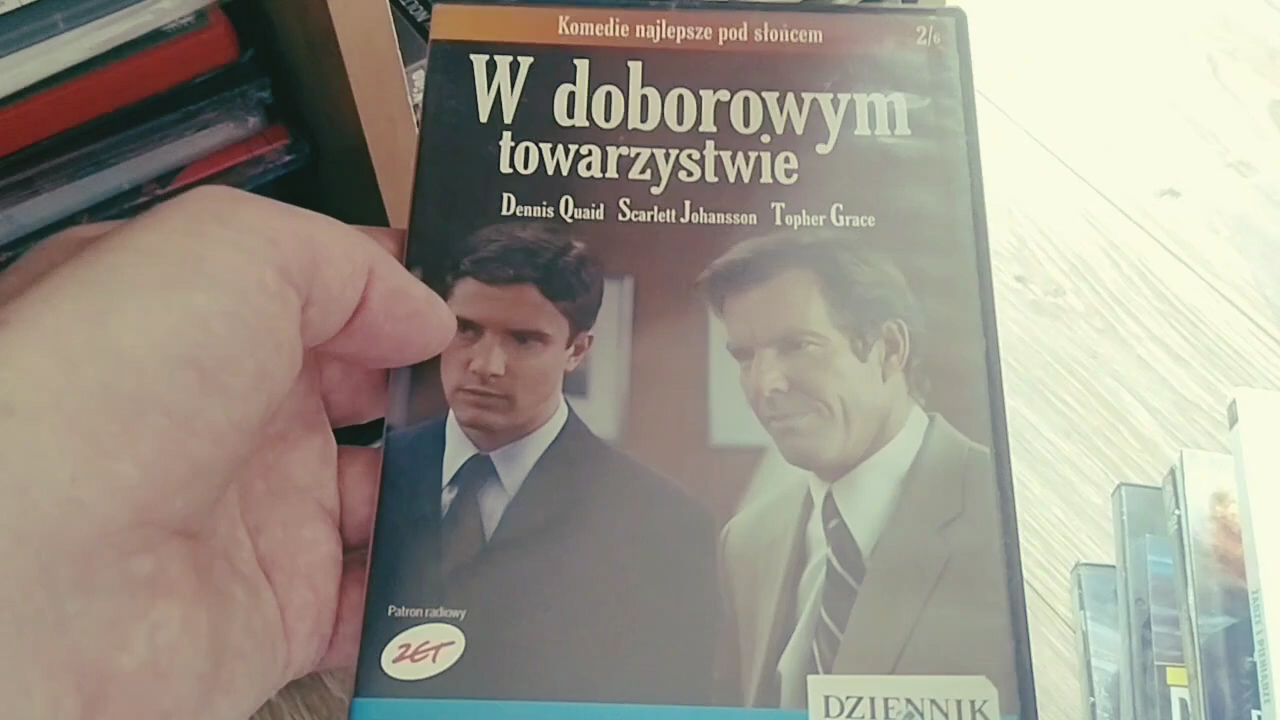 Komedie najlepsze pod słońcem
2/6
W doborowym
towarzystwie
Dennis Quaid Scarlett Johansson Topher Grace
Patron radiowy
ZET
DZIENNIK